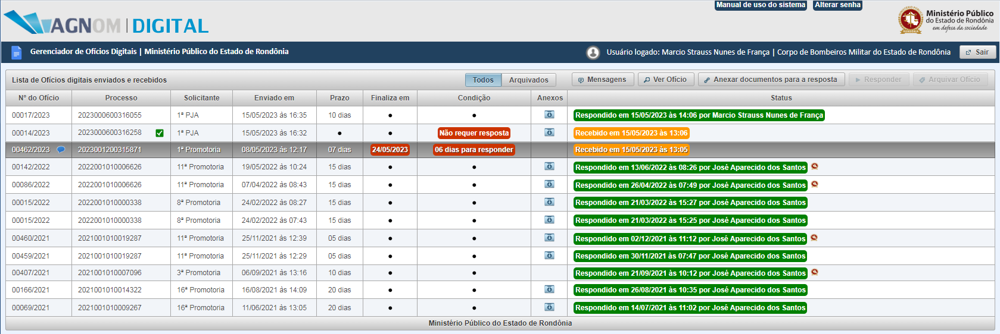 Manual de uso do sistema Alterar senha
AGNOM | DIGITAL
Ministério Público
do Estado de Rondônia
em defesa da sociedade
Gerenciador de Ofícios Digitais | Ministério Público do Estado de Rondônia
Usuário logado: Marcio Strauss Nunes de França | Corpo de Bombeiros Militar do Estado de Rondônia Sair
Lista de Ofícios digitais enviados e recebidos Todos Arquivados Mensagens Ver Ofício Anexar documentos para a resposta Responder Arquivar Ofício
Nº do Ofício Processo Solicitante Enviado em Prazo Finaliza em Condição Anexos Status
00017/2023 2023000600316055 1ª PJA 15/05/2023 às 16:35 10 dias • • Respondido em 15/05/2023 às 14:06 por Marcio Strauss Nunes de França
00014/2023 2023000600316258 1ª PJA 15/05/2023 às 16:32 • • Não requer resposta Recebido em 15/05/2023 às 13:06
00462/2023 2023001200315871 1ª Promotoria 08/05/2023 às 12:17 07 dias 24/05/2023 06 dias para responder Recebido em 15/05/2023 às 13:05
00142/2022 2022001010006626 11ª Promotoria 19/05/2022 às 10:24 15 dias • • Respondido em 13/06/2022 às 08:26 por José Aparecido dos Santos
00086/2022 2022001010006626 11ª Promotoria 07/04/2022 às 08:43 15 dias • • Respondido em 26/04/2022 às 07:49 por José Aparecido dos Santos
00015/2022 2022001010000338 8ª Promotoria 24/02/2022 às 08:27 15 dias • • Respondido em 21/03/2022 às 15:27 por José Aparecido dos Santos
00015/2022 2022001010000338 8ª Promotoria 24/02/2022 às 07:43 15 dias • • Respondido em 21/03/2022 às 15:25 por José Aparecido dos Santos
00460/2021 2021001010019287 11ª Promotoria 25/11/2021 às 12:39 05 dias • • Respondido em 02/12/2021 às 11:12 por José Aparecido dos Santos
00459/2021 2021001010019287 11ª Promotoria 25/11/2021 às 12:29 05 dias • • Respondido em 30/11/2021 às 07:47 por José Aparecido dos Santos
00407/2021 2021001010007096 3ª Promotoria 06/09/2021 às 13:16 10 dias • • Respondido em 21/09/2021 às 10:12 por José Aparecido dos Santos
00166/2021 2021001010014322 16ª Promotoria 16/08/2021 às 14:09 20 dias • • Respondido em 26/08/2021 às 10:35 por José Aparecido dos Santos
00069/2021 2021001010009267 16ª Promotoria 11/06/2021 às 13:05 20 dias • • Respondido em 14/07/2021 às 11:02 por José Aparecido dos Santos
Ministério Público do Estado de Rondônia